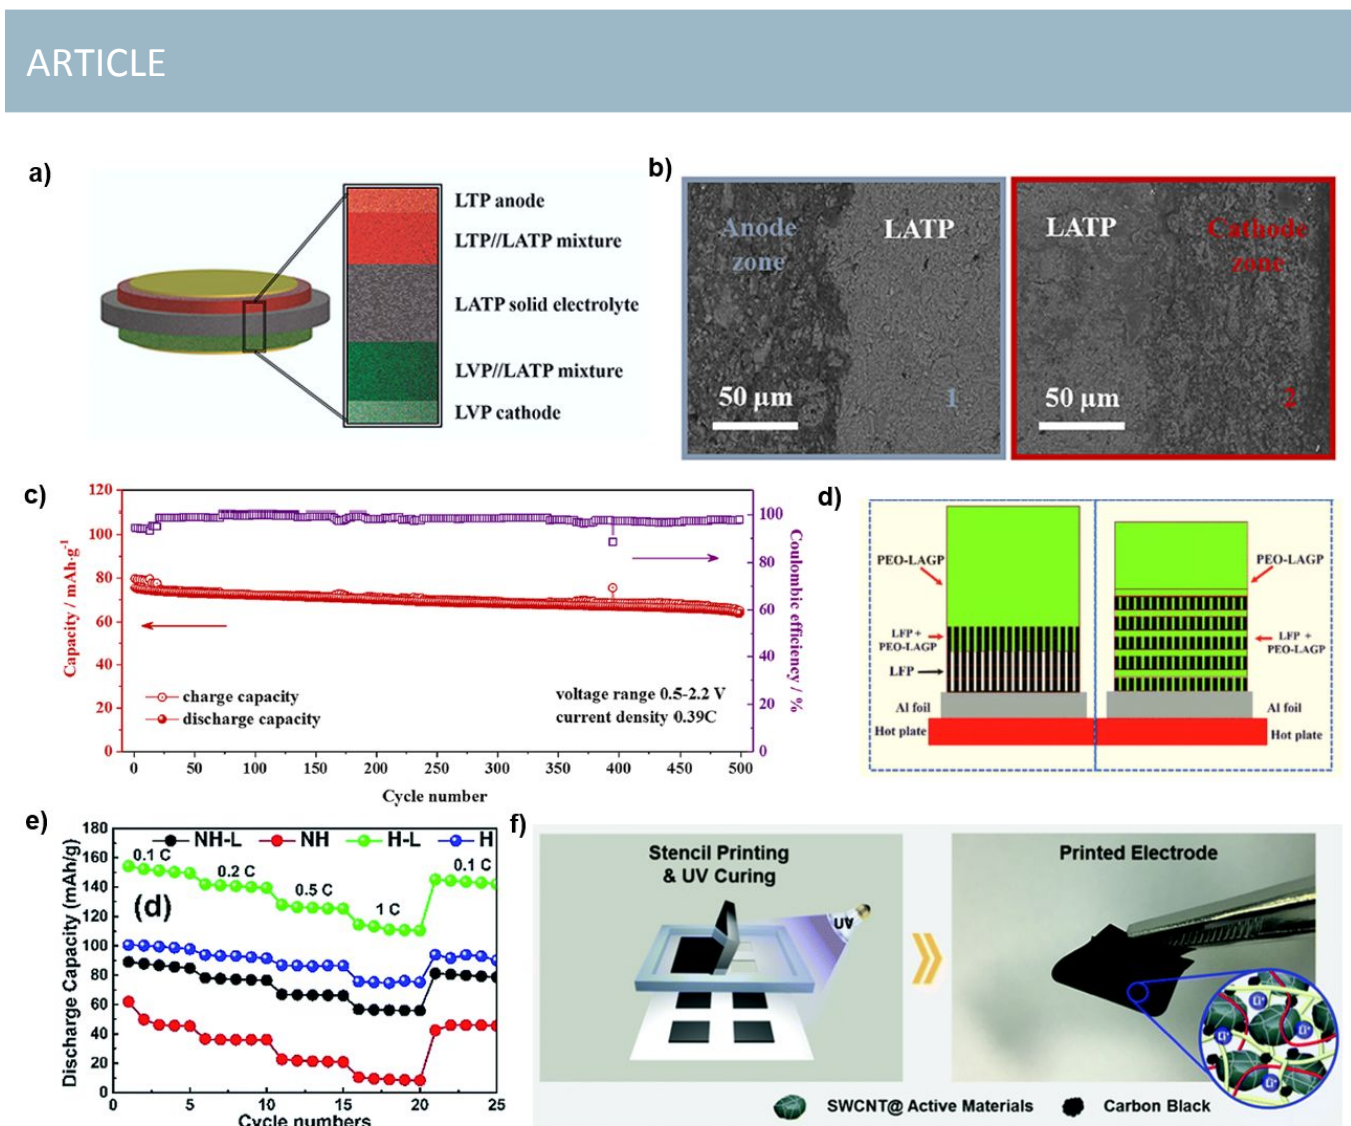 ARTICLE
a)
LTP anode
LTP//LATP mixture
LATP solid electrolyte
LVP//LATP mixture
LVP cathode
b)
Anode
zone
LATP
50 µm
1
LATP
Cathode
zone
50 µm
2
c)
120
100
80
60
40
20
0
Capacity / mAh·g⁻¹
100
80
60
40
20
0
Coulombic efficiency / %
charge capacity
discharge capacity
voltage range 0.5-2.2 V
current density 0.39C
0
50
100
150
200
250
300
350
400
450
500
Cycle number
d)
PEO-LAGP
LFP +
PEO-LAGP
LFP
Al foil
Hot plate
PEO-LAGP
LFP +
PEO-LAGP
Al foil
Hot plate
e)
180
160
140
120
100
80
60
40
20
0
Discharge Capacity (mAh/g)
NH-L
NH
H-L
H
0.1 C
0.2 C
0.5 C
1 C
0.1 C
(d)
0
5
10
15
20
25
Cycle numbers
f)
Stencil Printing
& UV Curing
UV
Printed Electrode
Li⁺
Li⁺
Li⁺
Li⁺
SWCNT@ Active Materials
Carbon Black